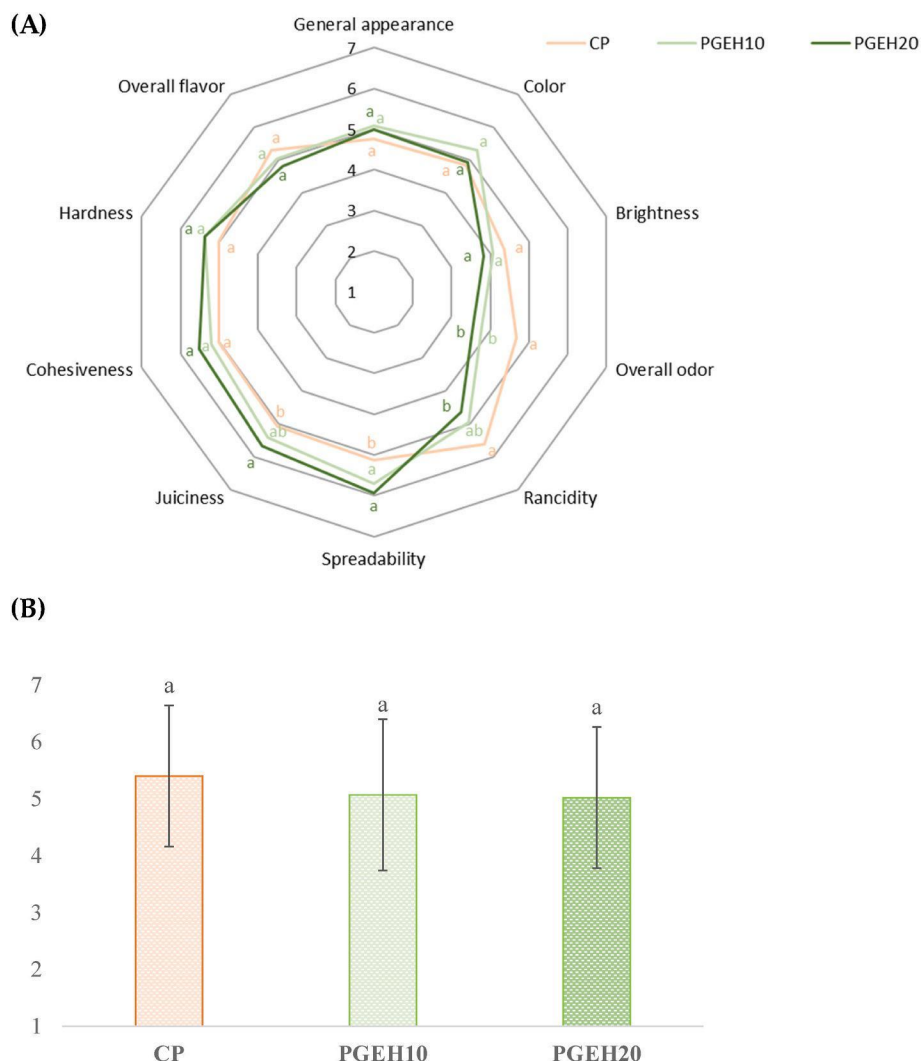 (A)
General appearance
CP PGEH10 PGEH20
7
Overall flavor Color
6
a a
5
a a a
a a a a
4
a
Hardness 3 Brightness
a a a a a a
2
1
b b a
Cohesiveness a a a Overall odor
b b
b ab ab
a a a
Juiciness Rancidity
a
Spreadability
(B)
7
a a a
6
5
4
3
2
1
CP PGEH10 PGEH20